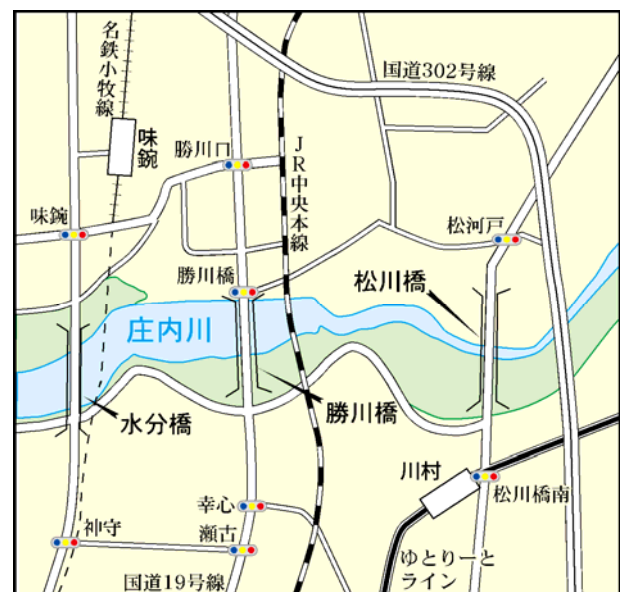 名鉄小牧線
国道302号線
味鋺
勝川口
JR中央本線
味鋺
松河戸
勝川橋
松川橋
庄内川
水分橋
勝川橋
川村
松川橋南
幸心
神守
瀬古
ゆとりーと
ライン
国道19号線